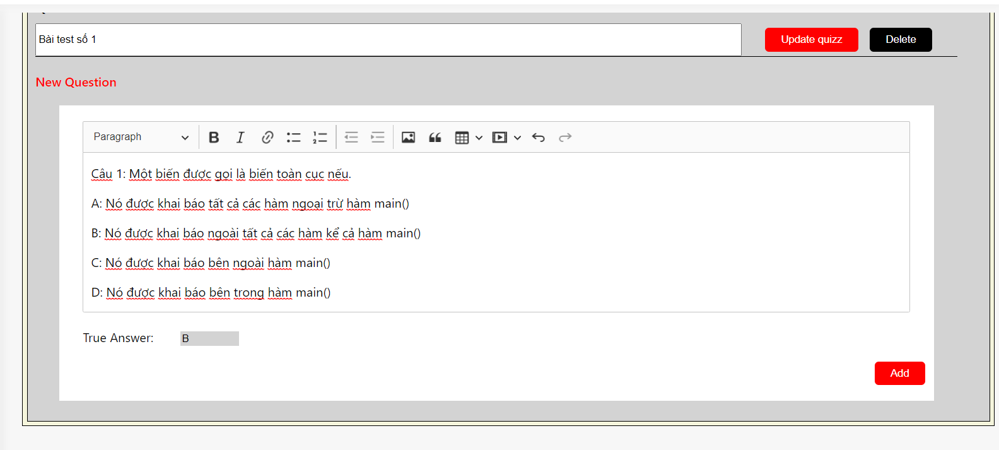 Bài test số 1
Update quizz
Delete
New Question
Paragraph
Câu 1: Một biến được gọi là biến toàn cục nếu.
A: Nó được khai báo tất cả các hàm ngoại trừ hàm main()
B: Nó được khai báo ngoài tất cả các hàm kể cả hàm main()
C: Nó được khai báo bên ngoài hàm main()
D: Nó được khai báo bên trong hàm main()
True Answer: B
Add